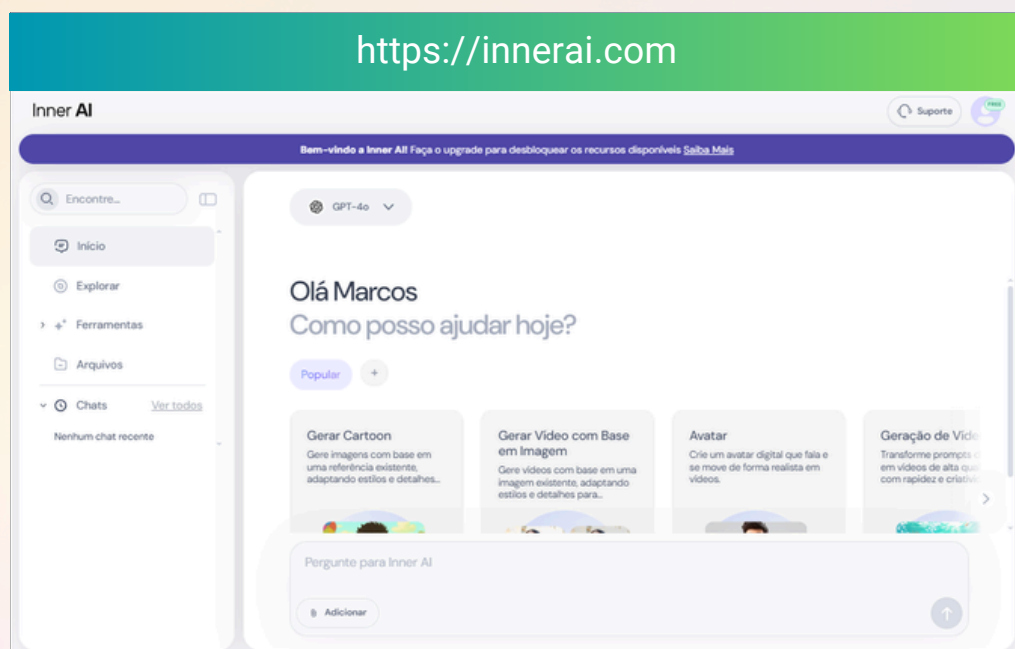 https://innerai.com
Inner AI
Suporte
FREE
Bem-vindo a Inner AI! Faça o upgrade para desbloquear os recursos disponíveis Saiba Mais
Encontre...
GPT-4o
Início
Explorar
Ferramentas
Arquivos
Chats Ver todos
Nenhum chat recente
Olá Marcos
Como posso ajudar hoje?
Popular +
Gerar Cartoon
Gere imagens com base em
uma referência existente,
adaptando estilos e detalhes...
Gerar Vídeo com Base
em Imagem
Gere vídeos com base em uma
imagem existente, adaptando
estilos e detalhes para...
Avatar
Crie um avatar digital que fala e
se move de forma realista em
vídeos.
Geração de Víde
Transforme prompts
em vídeos de alta qua
com rapidez e criativi
Pergunte para Inner AI
Adicionar